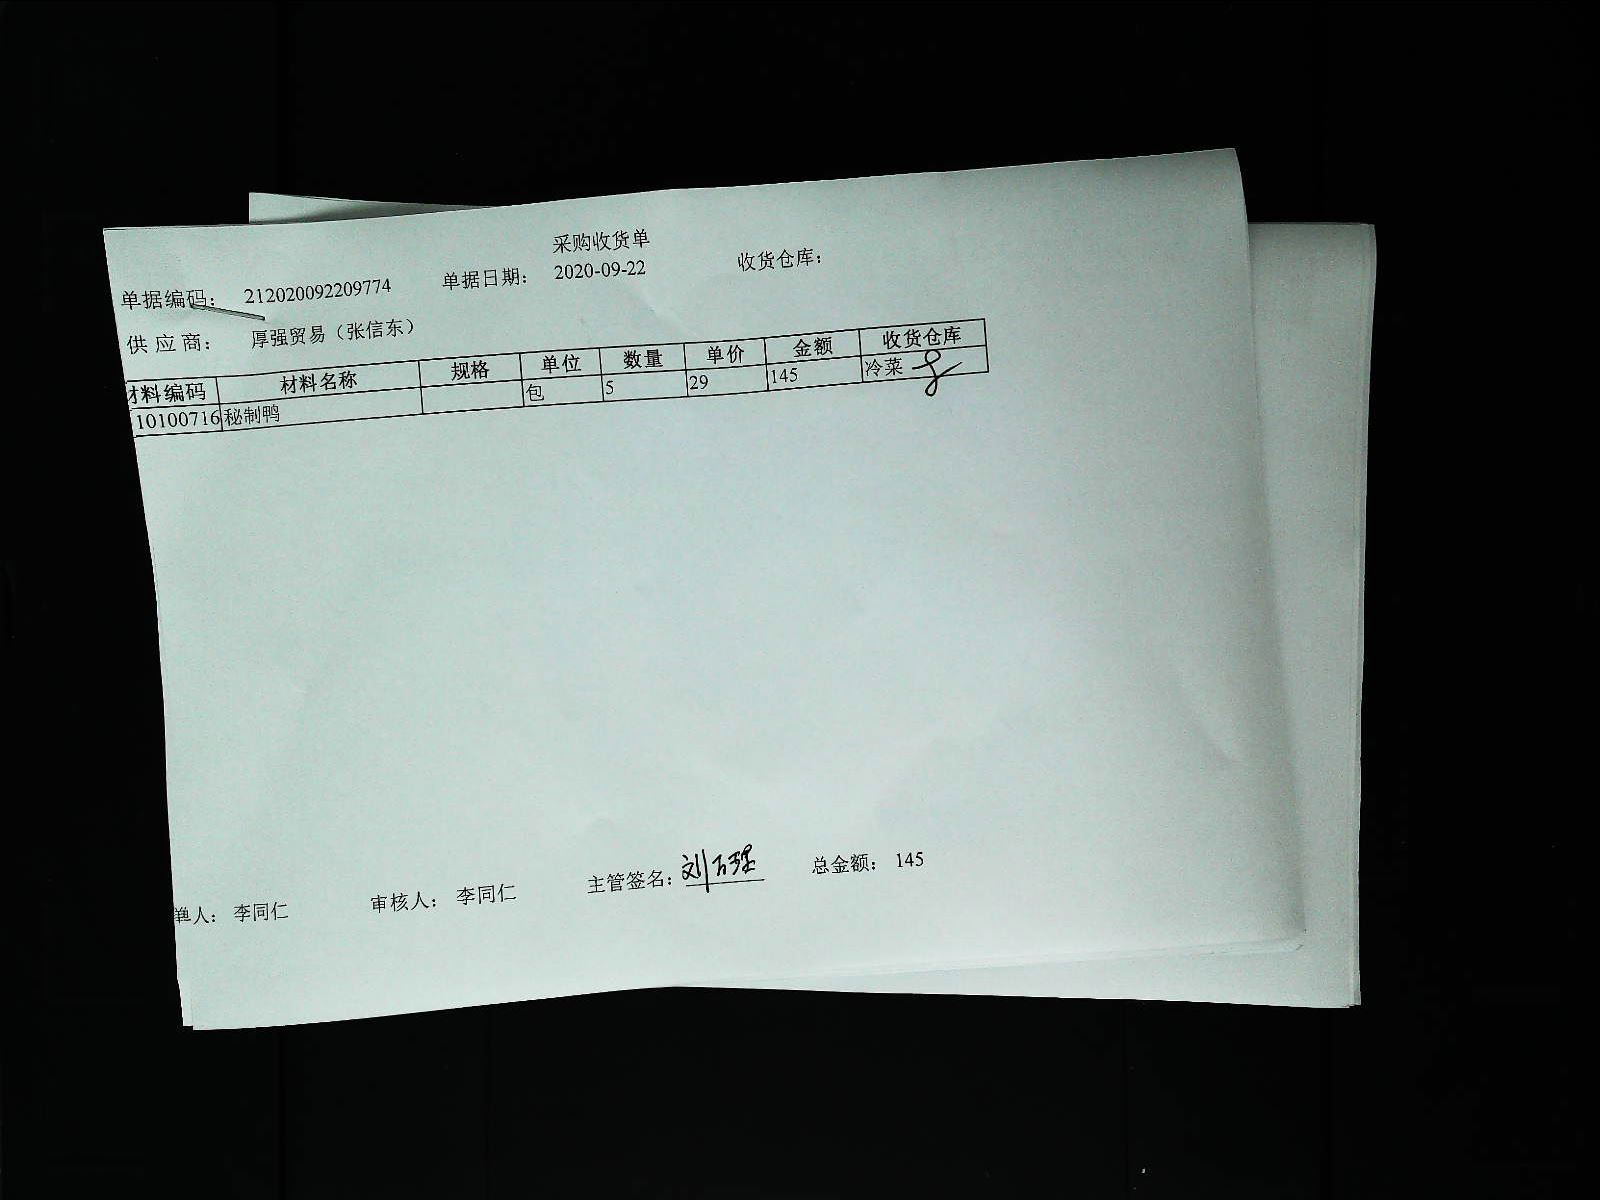 采购收货单
单据编码： 212020092209774 单据日期： 2020-09-22 收货仓库：
供应商： 厚强贸易（张信东）
材料编码 材料名称 规格 单位 数量 单价 金额 收货仓库
10100716 秘制鸭 包 5 29 145 冷菜
单人： 李同仁 审核人： 李同仁 主管签名： 总金额： 145